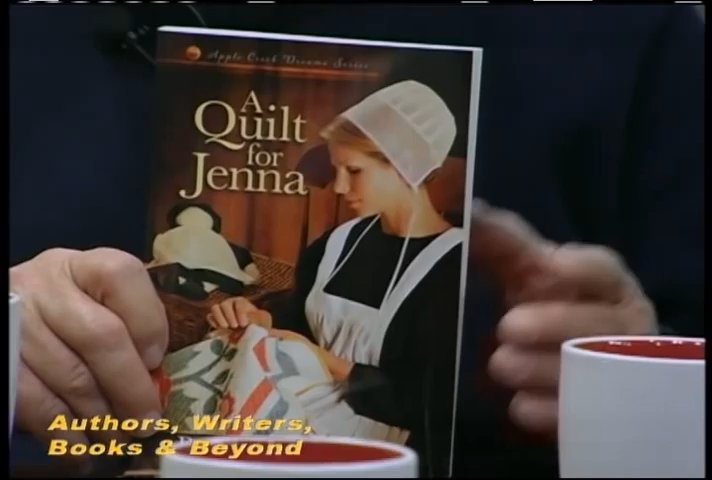 Apple Creek Dreams Series
A
Quilt
for
Jenna
Authors, Writers,
Books & Beyond